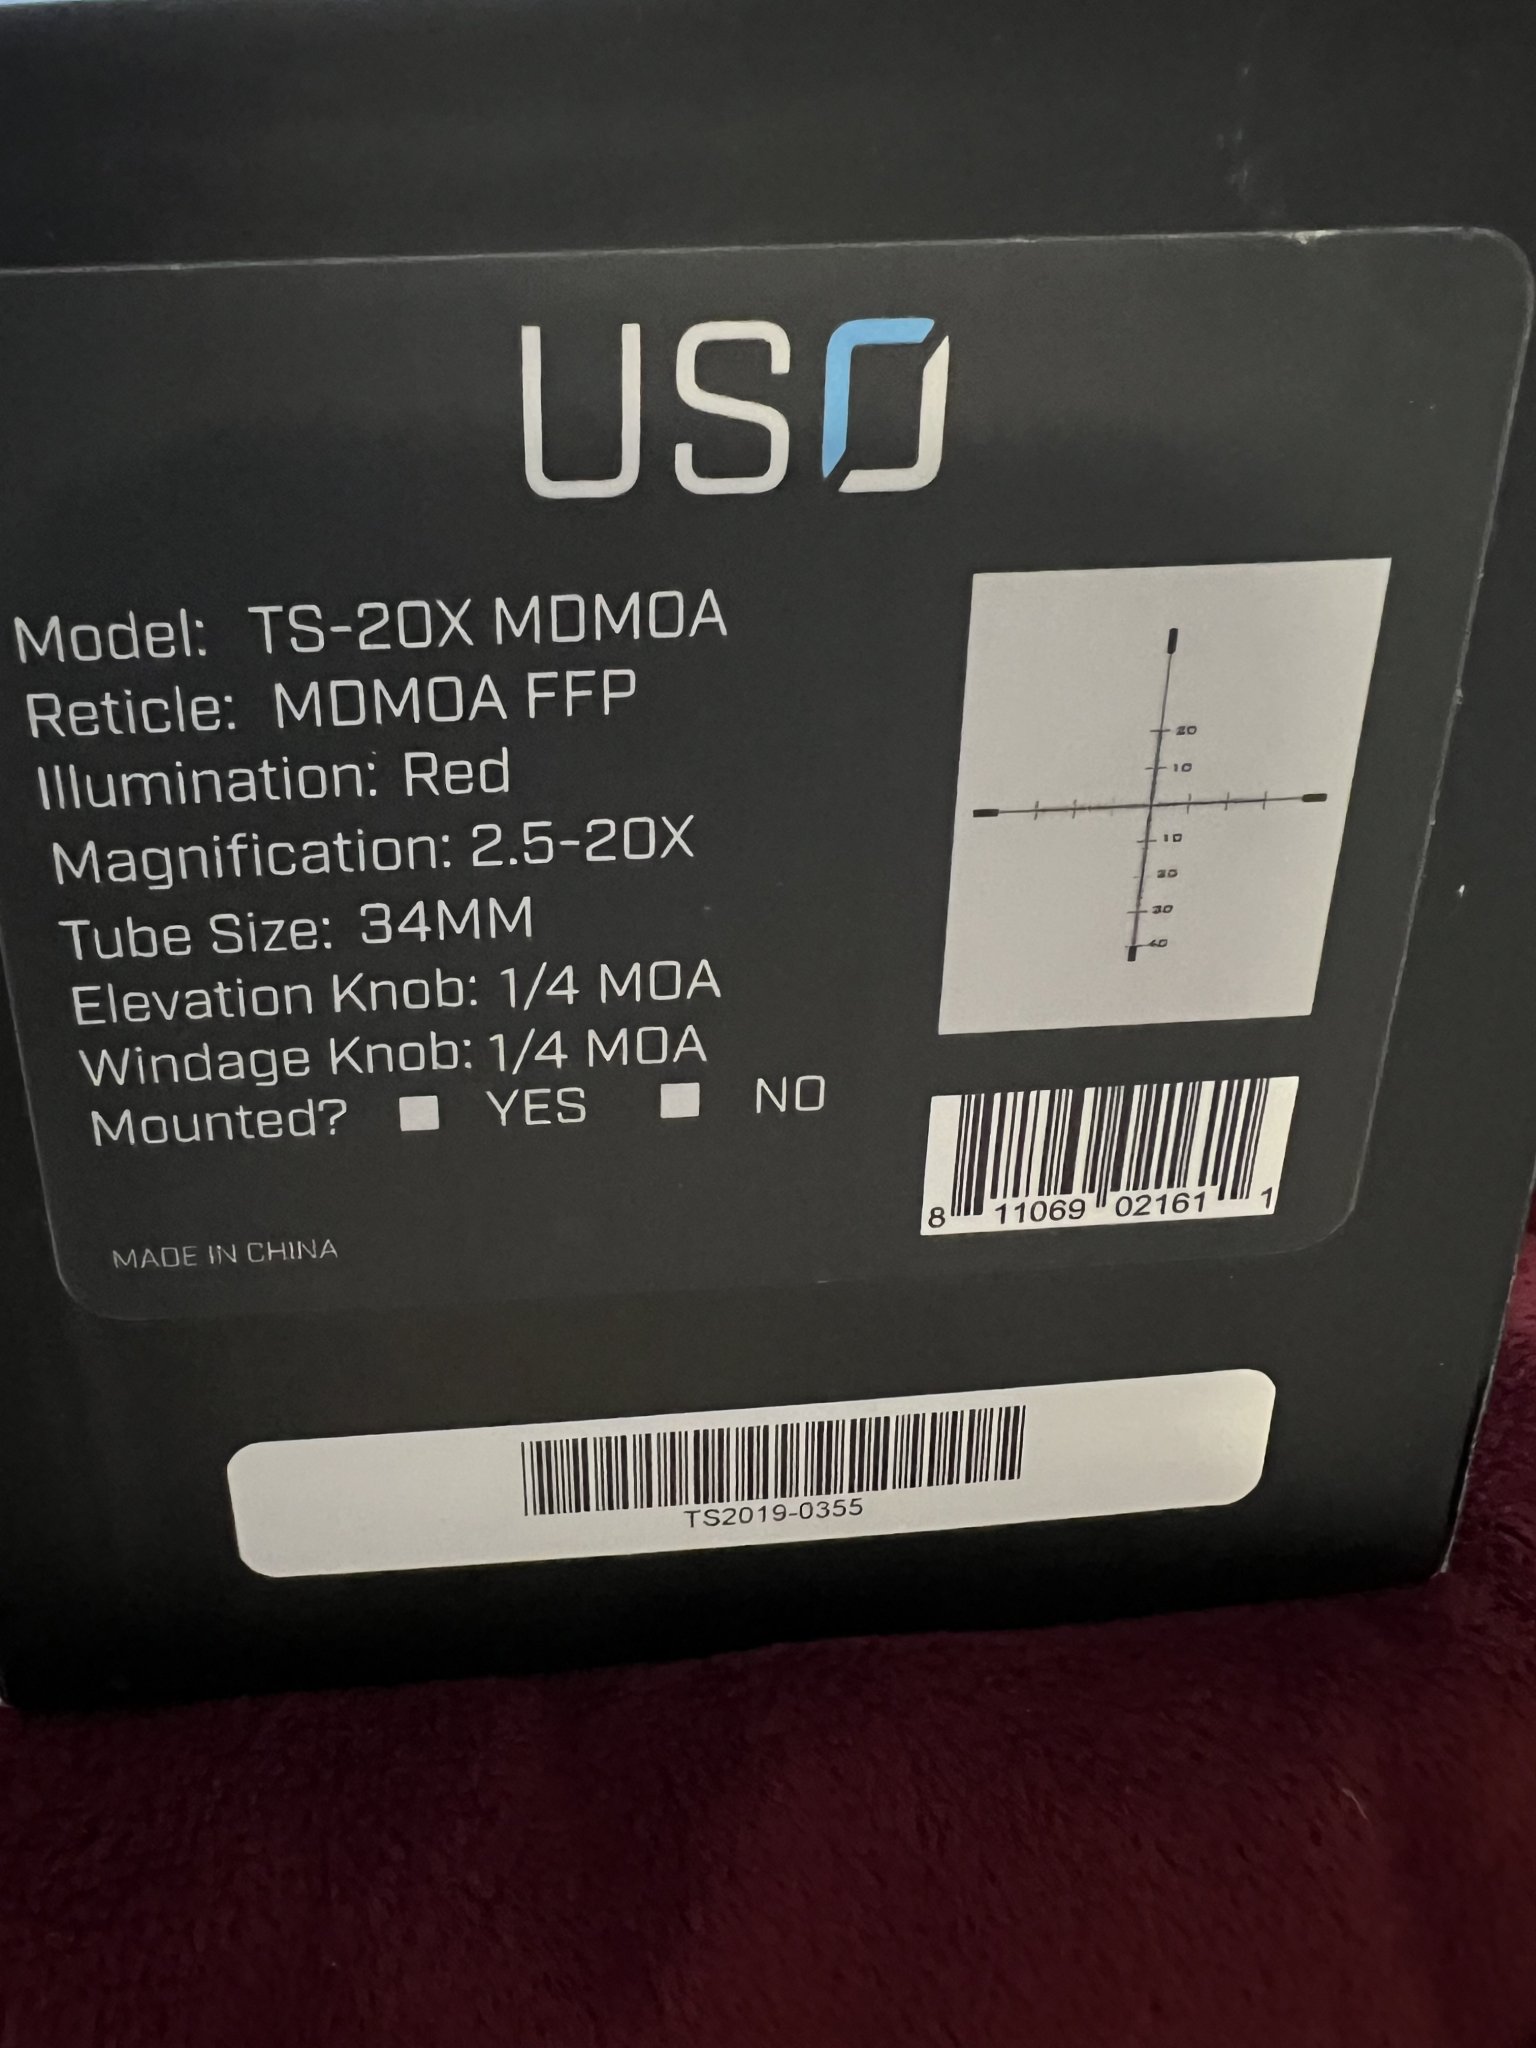 USO
Model: TS-20X MDMOA
Reticle: MDMOA FFP
Illumination: Red
Magnification: 2.5-20X
Tube Size: 34MM
Elevation Knob: 1/4 MOA
Windage Knob: 1/4 MOA
Mounted? YES NO
MADE IN CHINA
20
10
10
20
30
40
8 11069 02161 1
TS2019-0355